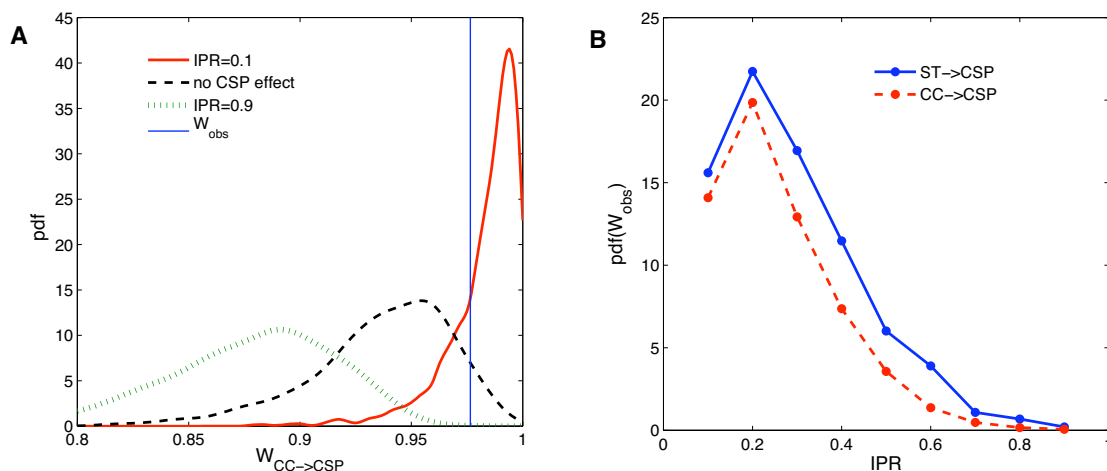 A
45
40
35
30
25
20
15
10
5
0
pdf
IPR=0.1
no CSP effect
IPR=0.9
W_obs
0.8 0.85 0.9 0.95 1
W_CC->CSP
B
25
20
15
10
5
0
pdf(W_obs)
ST->CSP
CC->CSP
0 0.2 0.4 0.6 0.8 1
IPR